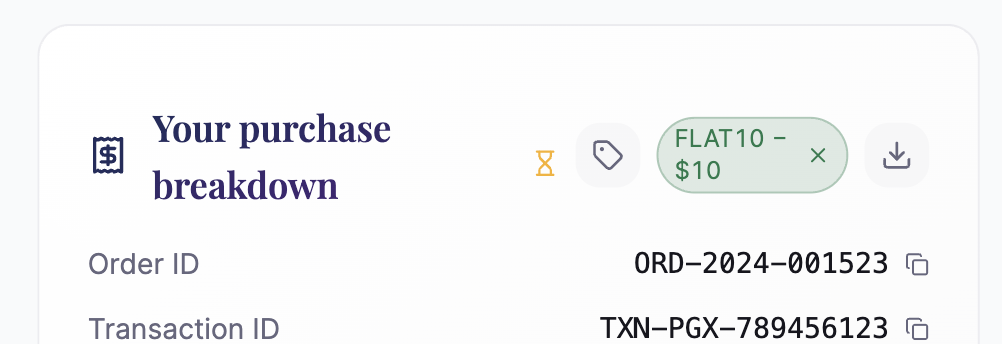 Your purchase
breakdown
FLAT10 –
$10
Order ID
ORD–2024–001523
Transaction ID
TXN–PGX–789456123